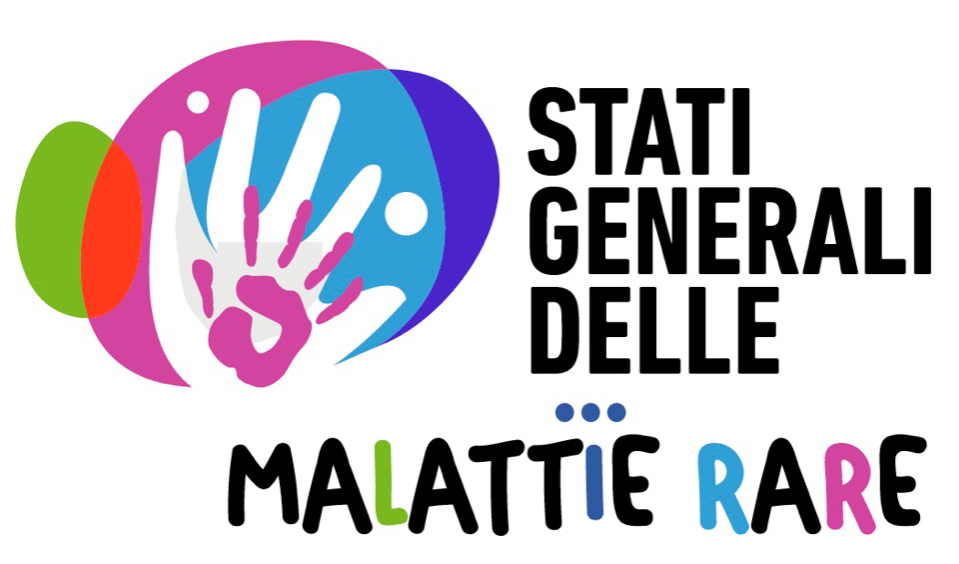 STATI
GENERALI
DELLE
MALATTIE RARE